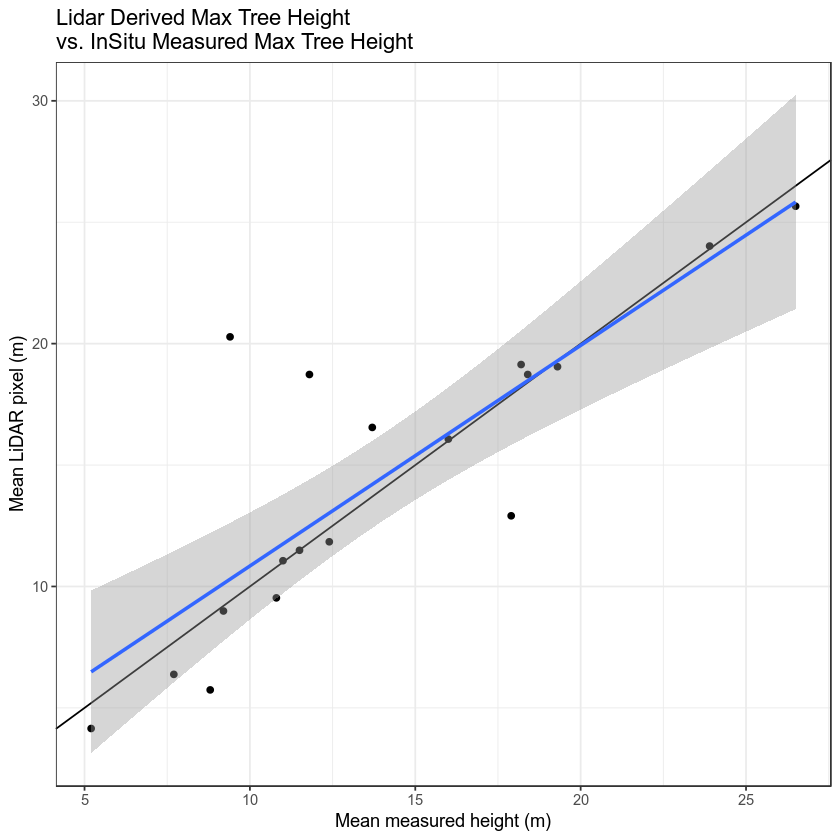 Lidar Derived Max Tree Height
vs. InSitu Measured Max Tree Height
30
20
10
Mean LiDAR pixel (m)
5
10
15
20
25
Mean measured height (m)